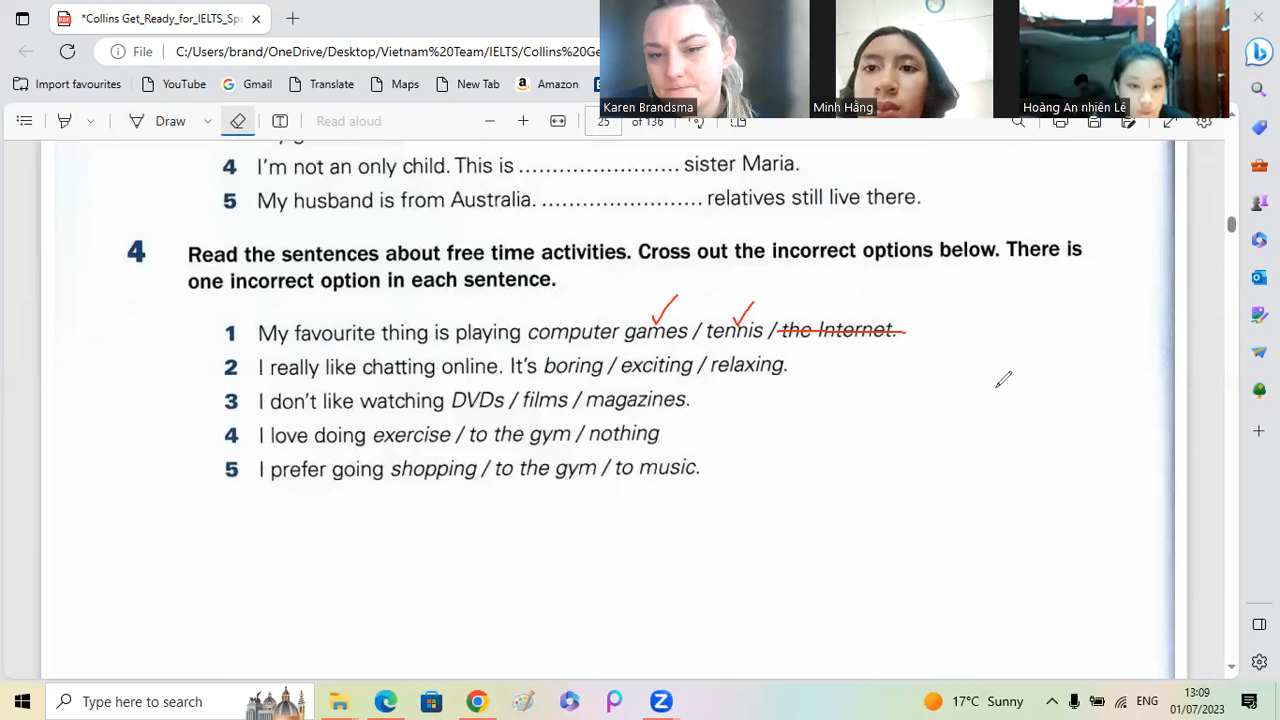 *Collins Get_Ready_for_IELTS_Spe
File C:/Users/brand/OneDrive/Desktop/Vietnam%20Team/IELTS/Collins%20Ge
Import favourites YouTube Gmail Translate Maps New Tab Amazon
Karen Brandsma Minh Hằng Hoàng An nhiên Lê
Draw Read aloud 25 of 136
4 I'm not an only child. This is ........................ sister Maria.
5 My husband is from Australia. ........................ relatives still live there.
4 Read the sentences about free time activities. Cross out the incorrect options below. There is
one incorrect option in each sentence.
1 My favourite thing is playing computer games / tennis / the Internet.
2 I really like chatting online. It's boring / exciting / relaxing.
3 I don't like watching DVDs / films / magazines.
4 I love doing exercise / to the gym / nothing
5 I prefer going shopping / to the gym / to music.
Type here to search
17°C Sunny
ENG
13:09
01/07/2023